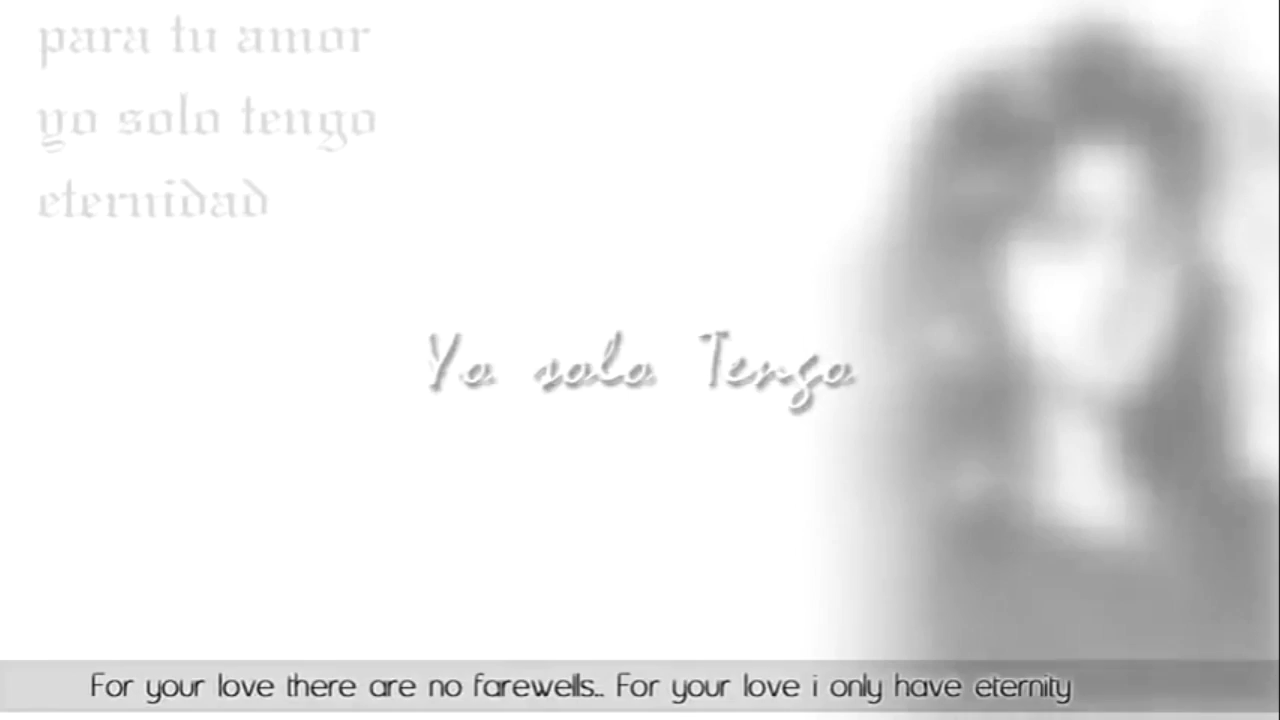 para tu amor
yo solo tengo
eternidad
Yo solo Tengo
For your love there are no farewells.. For your love i only have eternity